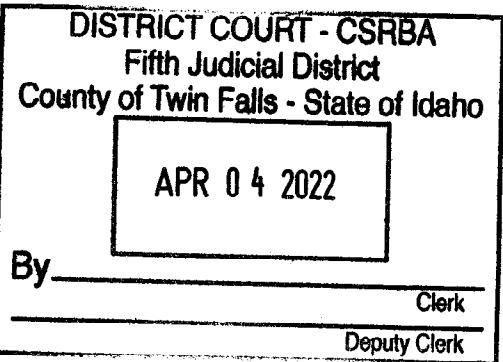 DISTRICT COURT - CSRBA
Fifth Judicial District
County of Twin Falls - State of Idaho
APR 04 2022
By
Clerk
Deputy Clerk